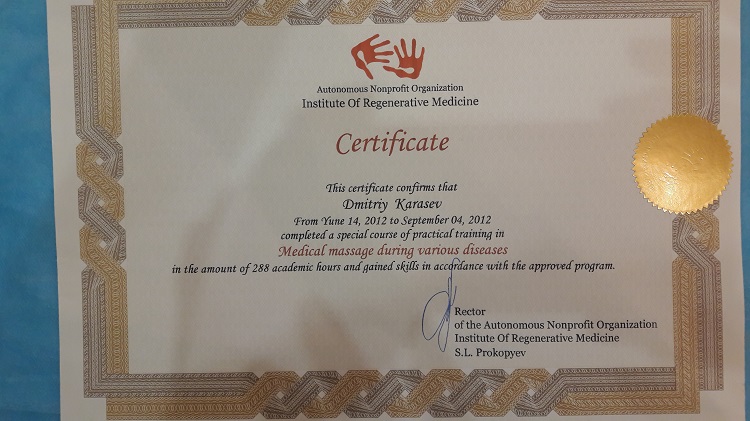 Autonomous Nonprofit Organization
Institute Of Regenerative Medicine
Certificate
This certificate confirms that
Dmitriy Karasev
From Yune 14, 2012 to September 04, 2012
completed a special course of practical training in
Medical massage during various diseases
in the amount of 288 academic hours and gained skills in accordance with the approved program.
Rector
of the Autonomous Nonprofit Organization
Institute Of Regenerative Medicine
S.L. Prokopyev